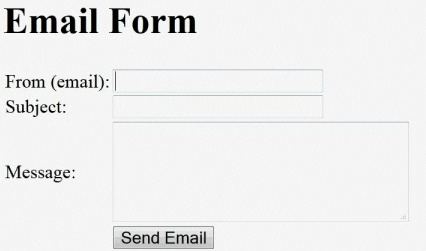 Email Form
From (email):
Subject:
Message:
Send Email